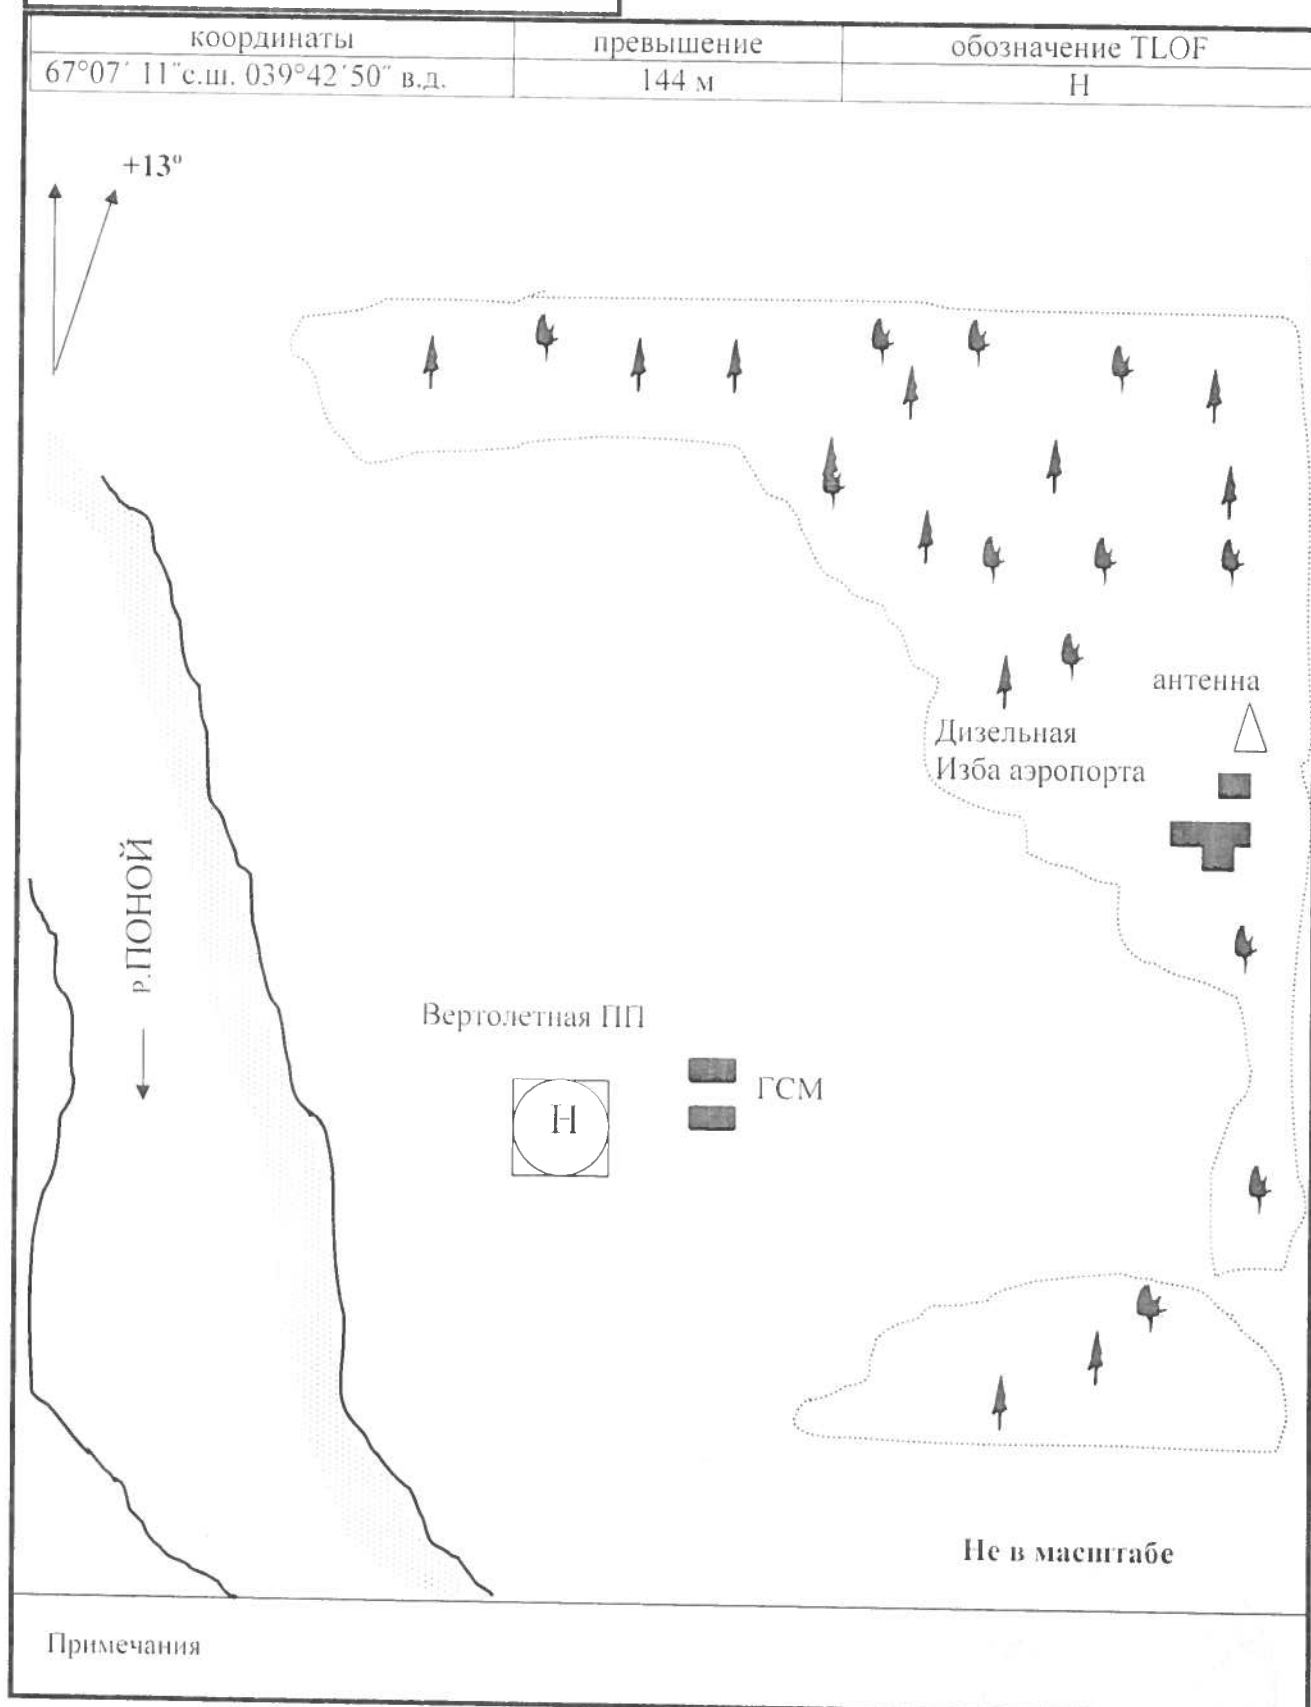 координаты превышение обозначение TLOF
67°07´ 11˝с.ш. 039°42´50˝ в.д. 144 м Н
+13º
антенна
Дизельная
Изба аэропорта
р.ПОНОЙ
Вертолетная ПП
ГСМ
Н
Не в масштабе
Примечания